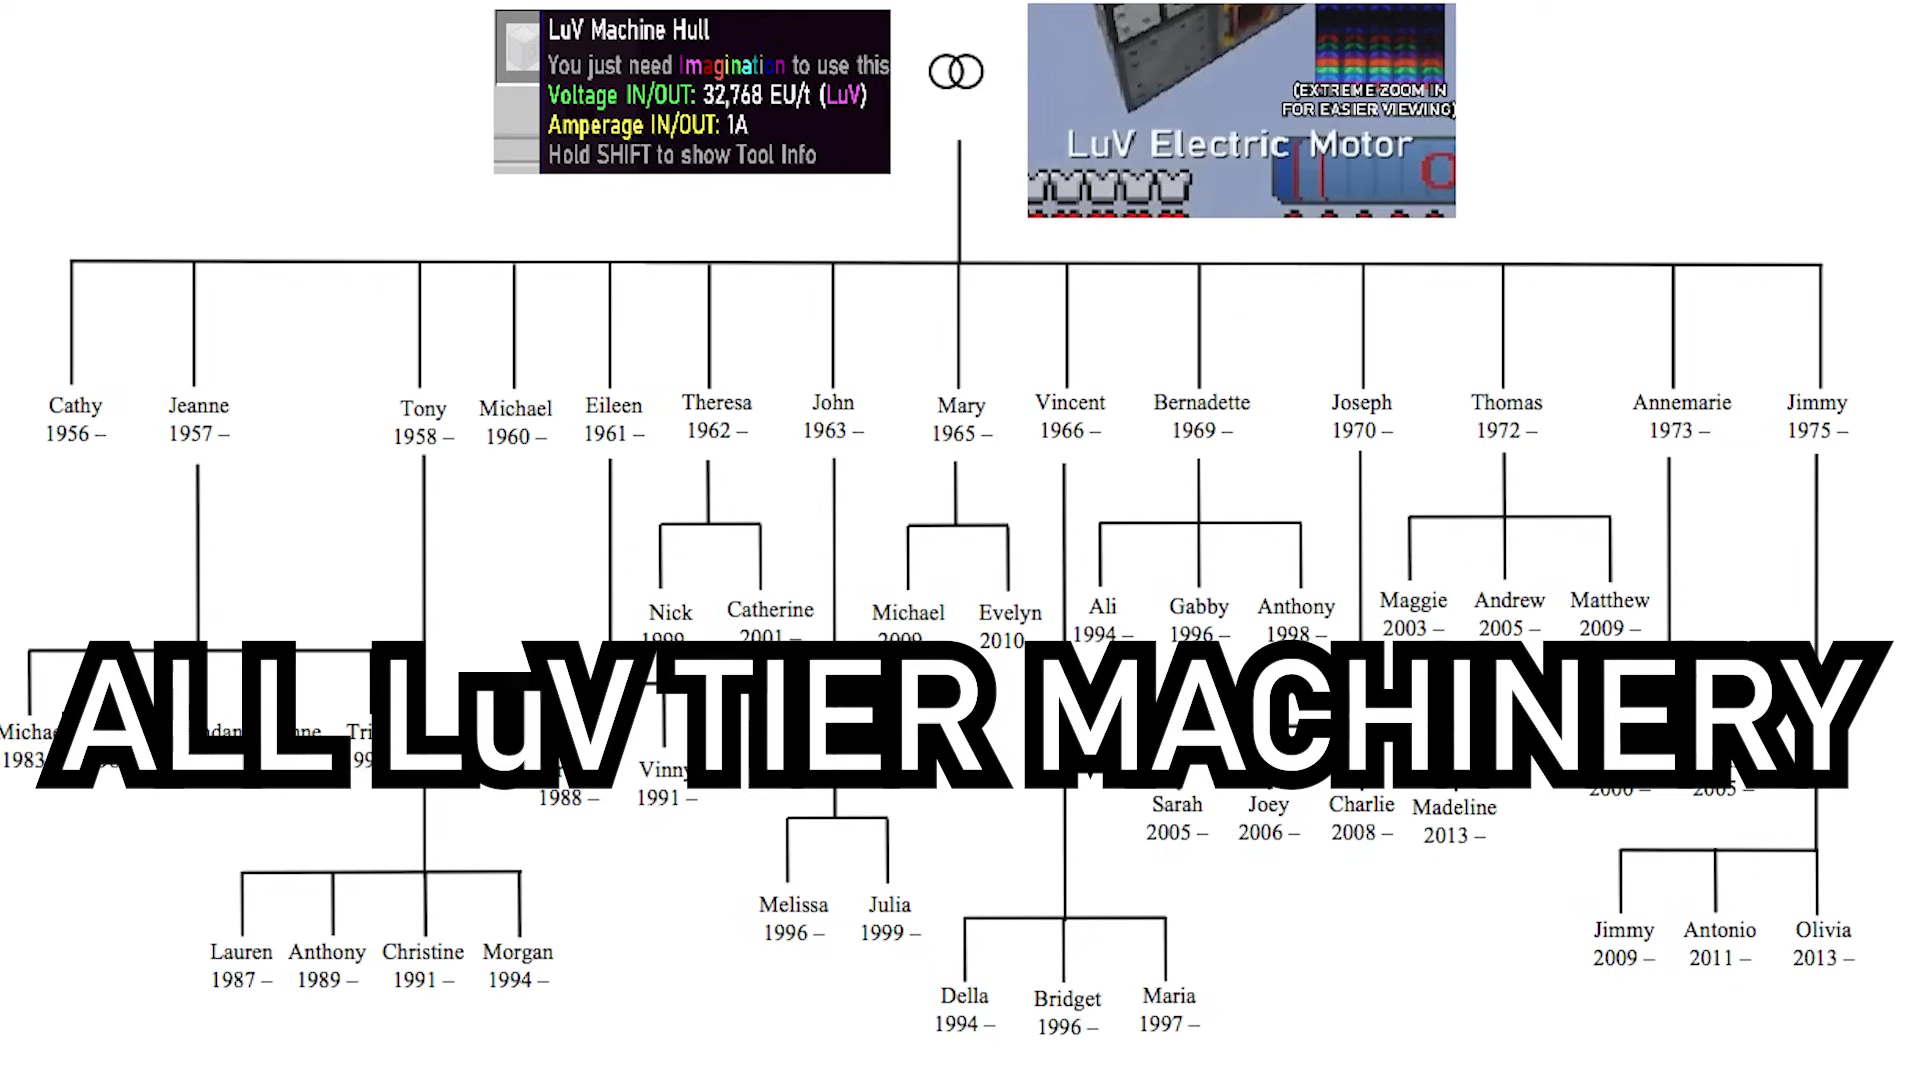 LuV Machine Hull
You just need Imagination to use this
Voltage IN/OUT: 32,768 EU/t (LuV)
Amperage IN/OUT: 1A
Hold SHIFT to show Tool Info
(EXTREME ZOOM IN
FOR EASIER VIEWING)
LuV Electric Motor
Cathy
1956 –
Jeanne
1957 –
Tony
1958 –
Michael
1960 –
Eileen
1961 –
Theresa
1962 –
John
1963 –
Mary
1965 –
Vincent
1966 –
Bernadette
1969 –
Joseph
1970 –
Thomas
1972 –
Annemarie
1973 –
Jimmy
1975 –
Nick
1999
Catherine
2001 –
Michael
2009
Evelyn
2010
Ali
1994 –
Gabby
1996 –
Anthony
1998 –
Maggie
2003 –
Andrew
2005 –
Matthew
2009 –
ALL LuV TIER MACHINERY
1983
1988 –
Vinny
1991 –
Sarah
2005 –
Joey
2006 –
Charlie
2008 –
Madeline
2013 –
Melissa
1996 –
Julia
1999 –
Lauren
1987 –
Anthony
1989 –
Christine
1991 –
Morgan
1994 –
Della
1994 –
Bridget
1996 –
Maria
1997 –
Jimmy
2009 –
Antonio
2011 –
Olivia
2013 –